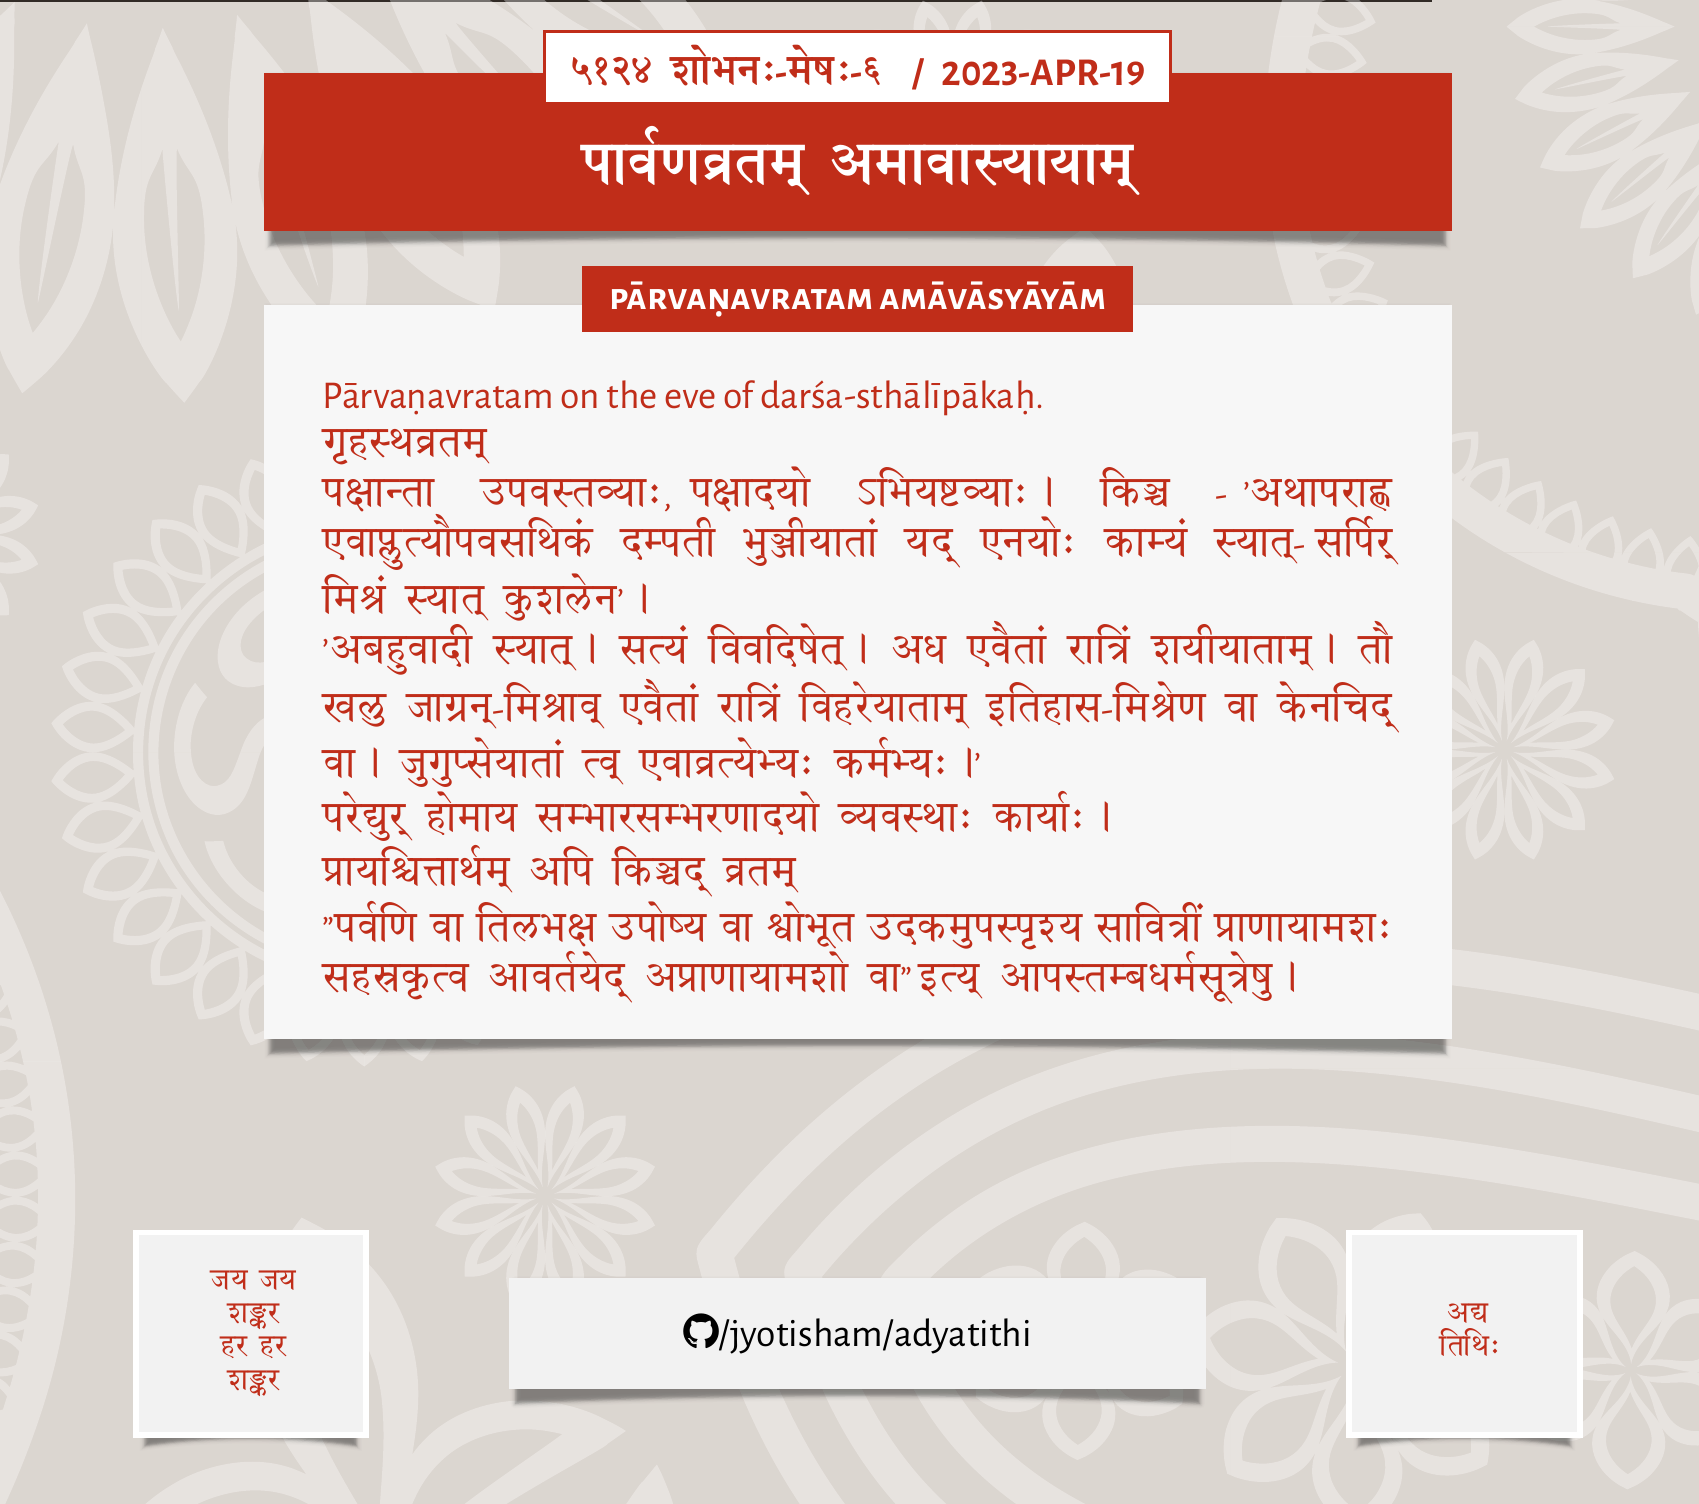 ५१२४ शोभनः-मेषः-६ / 2023-APR-19
पार्वणव्रतम् अमावास्यायाम्
PĀRVAṆAVRATAM AMĀVĀSYĀYĀM
Pārvaṇavratam on the eve of darśa-sthālīpākaḥ.
गृहस्थव्रतम्
पक्षान्ता उपवस्तव्याः, पक्षादयो ऽभियष्टव्याः । किञ्च - ’अथापराह्ण
एवाप्लुत्यौपवसथिकं दम्पती भुञ्जीयातां यद् एनयोः काम्यं स्यात्- सर्पिर्
मिश्रं स्यात् कुशलेन’ ।
’अबहुवादी स्यात् । सत्यं विवदिषेत् । अध एवैतां रात्रिं शयीयाताम् । तौ
खलु जाग्रन्-मिश्राव् एवैतां रात्रिं विहरेयाताम् इतिहास-मिश्रेण वा केनचिद्
वा । जुगुप्सेयातां त्व् एवाव्रत्येभ्यः कर्मभ्यः ।’
परेद्युर् होमाय सम्भारसम्भरणादयो व्यवस्थाः कार्याः ।
प्रायश्चित्तार्थम् अपि किञ्चद् व्रतम्
”पर्वणि वा तिलभक्ष उपोष्य वा श्वोभूत उदकमुपस्पृश्य सावित्रीं प्राणायामशः
सहस्रकृत्व आवर्तयेद् अप्राणायामशो वा” इत्य् आपस्तम्बधर्मसूत्रेषु ।
जय जय
शङ्कर
हर हर
शङ्कर
/jyotisham/adyatithi
अद्य
तिथिः